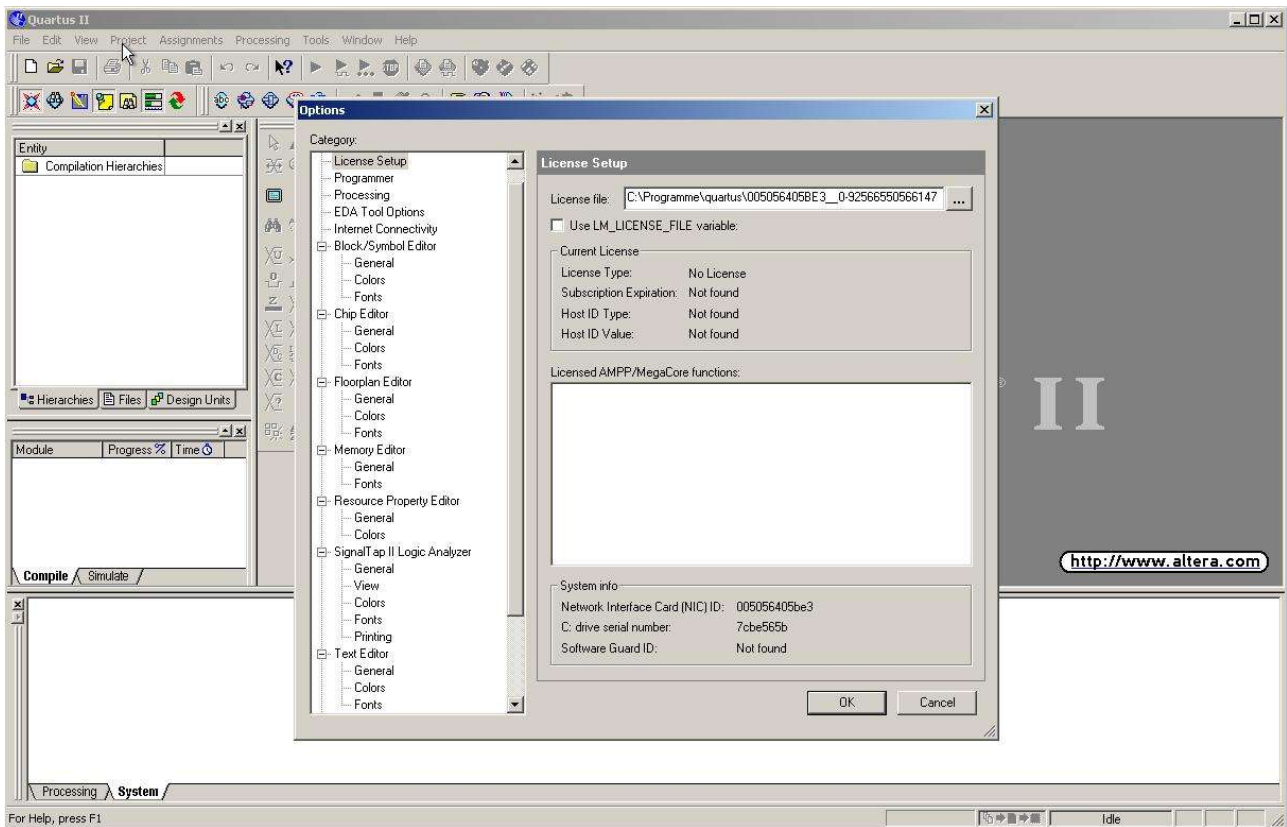 Quartus II
File Edit View Project Assignments Processing Tools Window Help
Options
Entity
Compilation Hierarchies
Hierarchies Files Design Units
Module Progress % Time
Compile Simulate
Category:
License Setup
Programmer
Processing
EDA Tool Options
Internet Connectivity
Block/Symbol Editor
General
Colors
Fonts
Chip Editor
General
Colors
Fonts
Floorplan Editor
General
Colors
Fonts
Memory Editor
General
Fonts
Resource Property Editor
General
Colors
SignalTap II Logic Analyzer
General
View
Colors
Fonts
Printing
Text Editor
General
Colors
Fonts
License Setup
License file: C:\Programme\quartus\005056405BE3__0-92566550566147 ...
Use LM_LICENSE_FILE variable:
Current License
License Type: No License
Subscription Expiration: Not found
Host ID Type: Not found
Host ID Value: Not found
Licensed AMPP/MegaCore functions:
System info
Network Interface Card (NIC) ID: 005056405be3
C: drive serial number: 7cbe565b
Software Guard ID: Not found
OK Cancel
® II
http://www.altera.com
Processing System
For Help, press F1 Idle